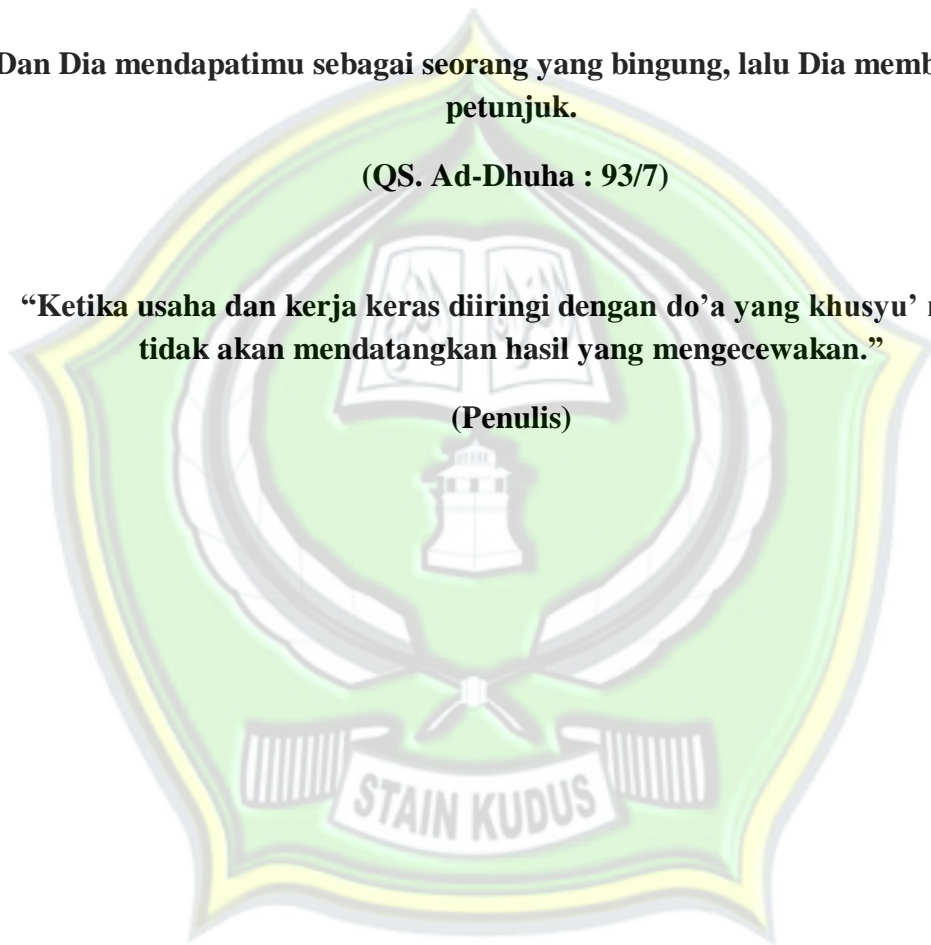 Dan Dia mendapatimu sebagai seorang yang bingung, lalu Dia
petunjuk.
(QS. Ad-Dhuha : 93/7)
“Ketika usaha dan kerja keras diiringi dengan do’a yang khusyu’
tidak akan mendatangkan hasil yang mengecewakan.”
(Penulis)
STAIN KUDUS